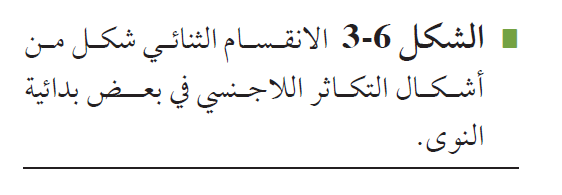 ■ الشكل 6-3 الانقسام الثنائي شكل من
أشكال التكاثر اللاجنسي في بعض بدائية
النوى.